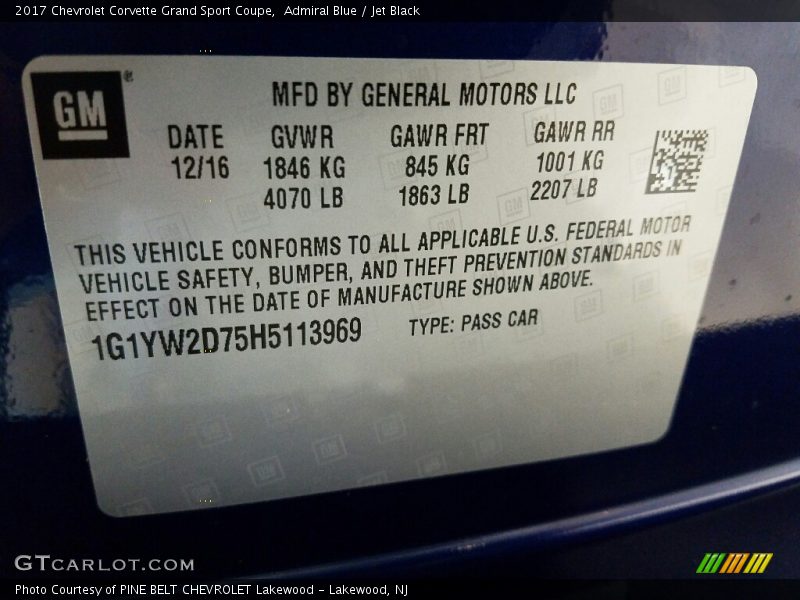 2017 Chevrolet Corvette Grand Sport Coupe, Admiral Blue / Jet Black
GM®
MFD BY GENERAL MOTORS LLC
DATE GVWR GAWR FRT GAWR RR
12/16 1846 KG 845 KG 1001 KG
4070 LB 1863 LB 2207 LB
THIS VEHICLE CONFORMS TO ALL APPLICABLE U.S. FEDERAL MOTOR
VEHICLE SAFETY, BUMPER, AND THEFT PREVENTION STANDARDS IN
EFFECT ON THE DATE OF MANUFACTURE SHOWN ABOVE.
1G1YW2D75H5113969 TYPE: PASS CAR
GTCARLOT.COM
Photo Courtesy of PINE BELT CHEVROLET Lakewood - Lakewood, NJ